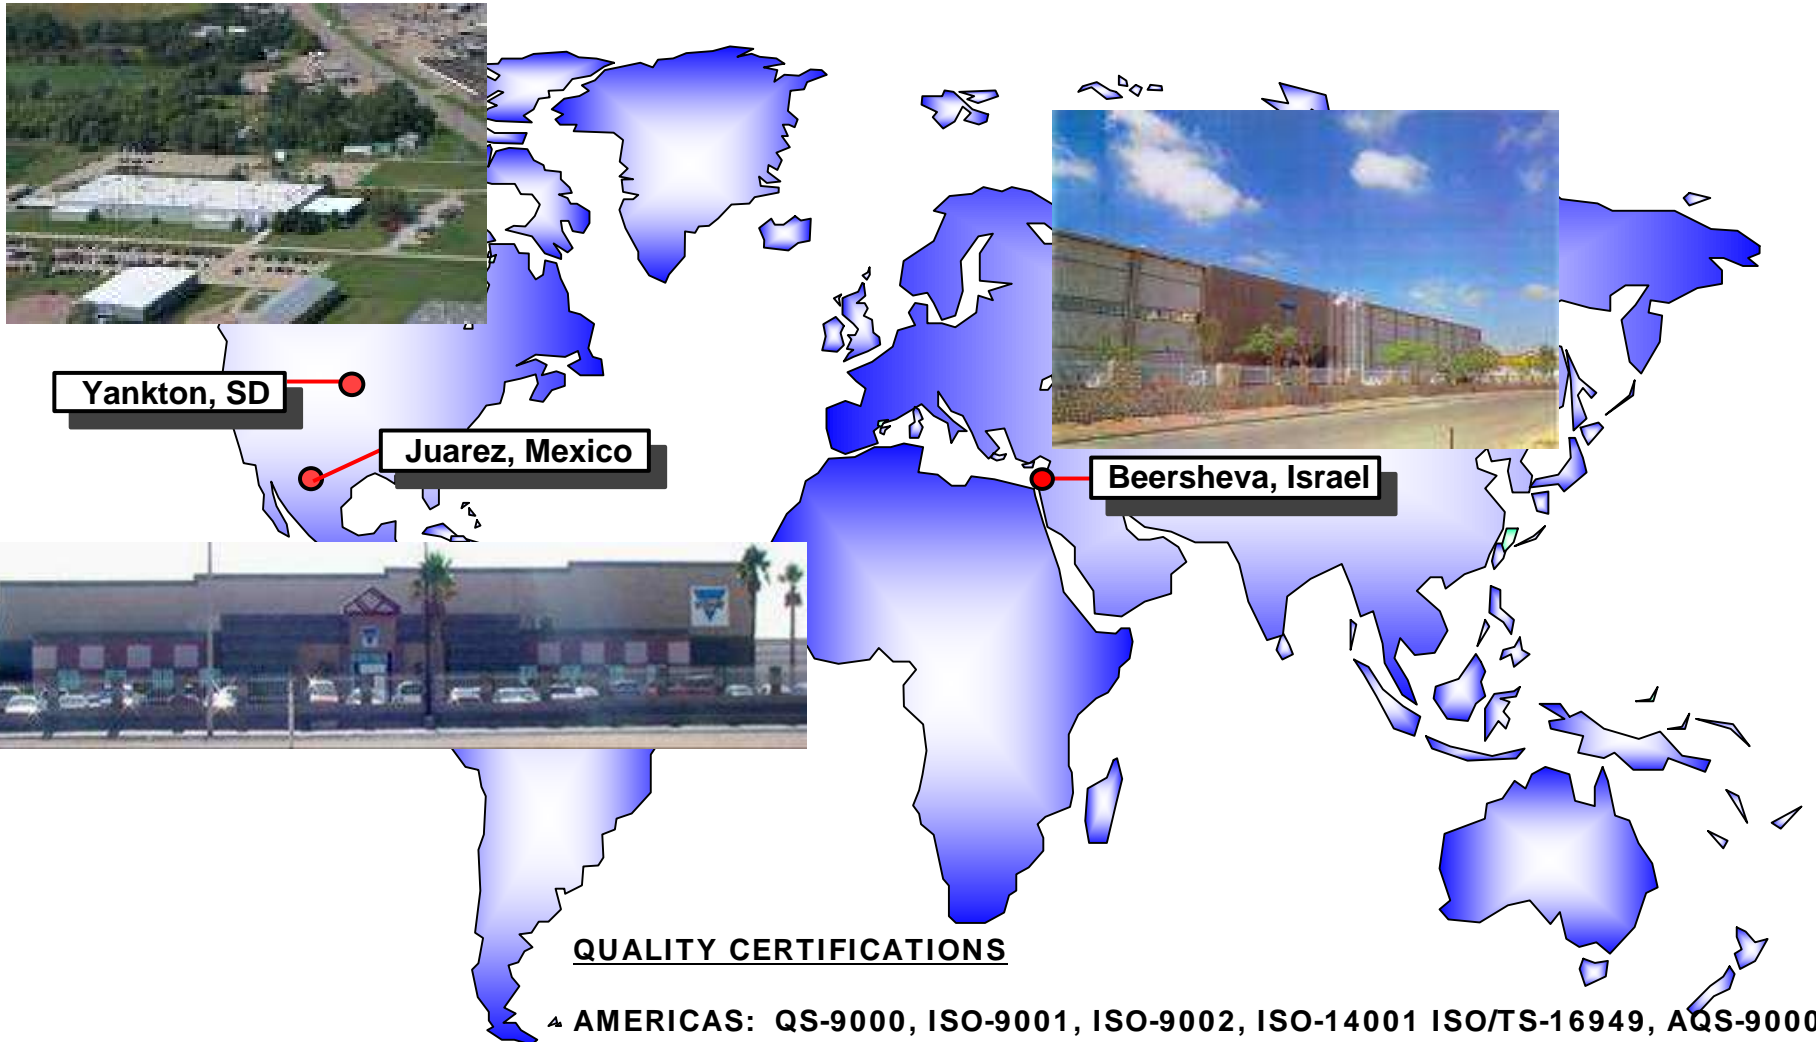 Yankton, SD
Juarez, Mexico
Beersheva, Israel
QUALITY CERTIFICATIONS
AMERICAS: QS-9000, ISO-9001, ISO-9002, ISO-14001 ISO/TS-16949, AQS-9000